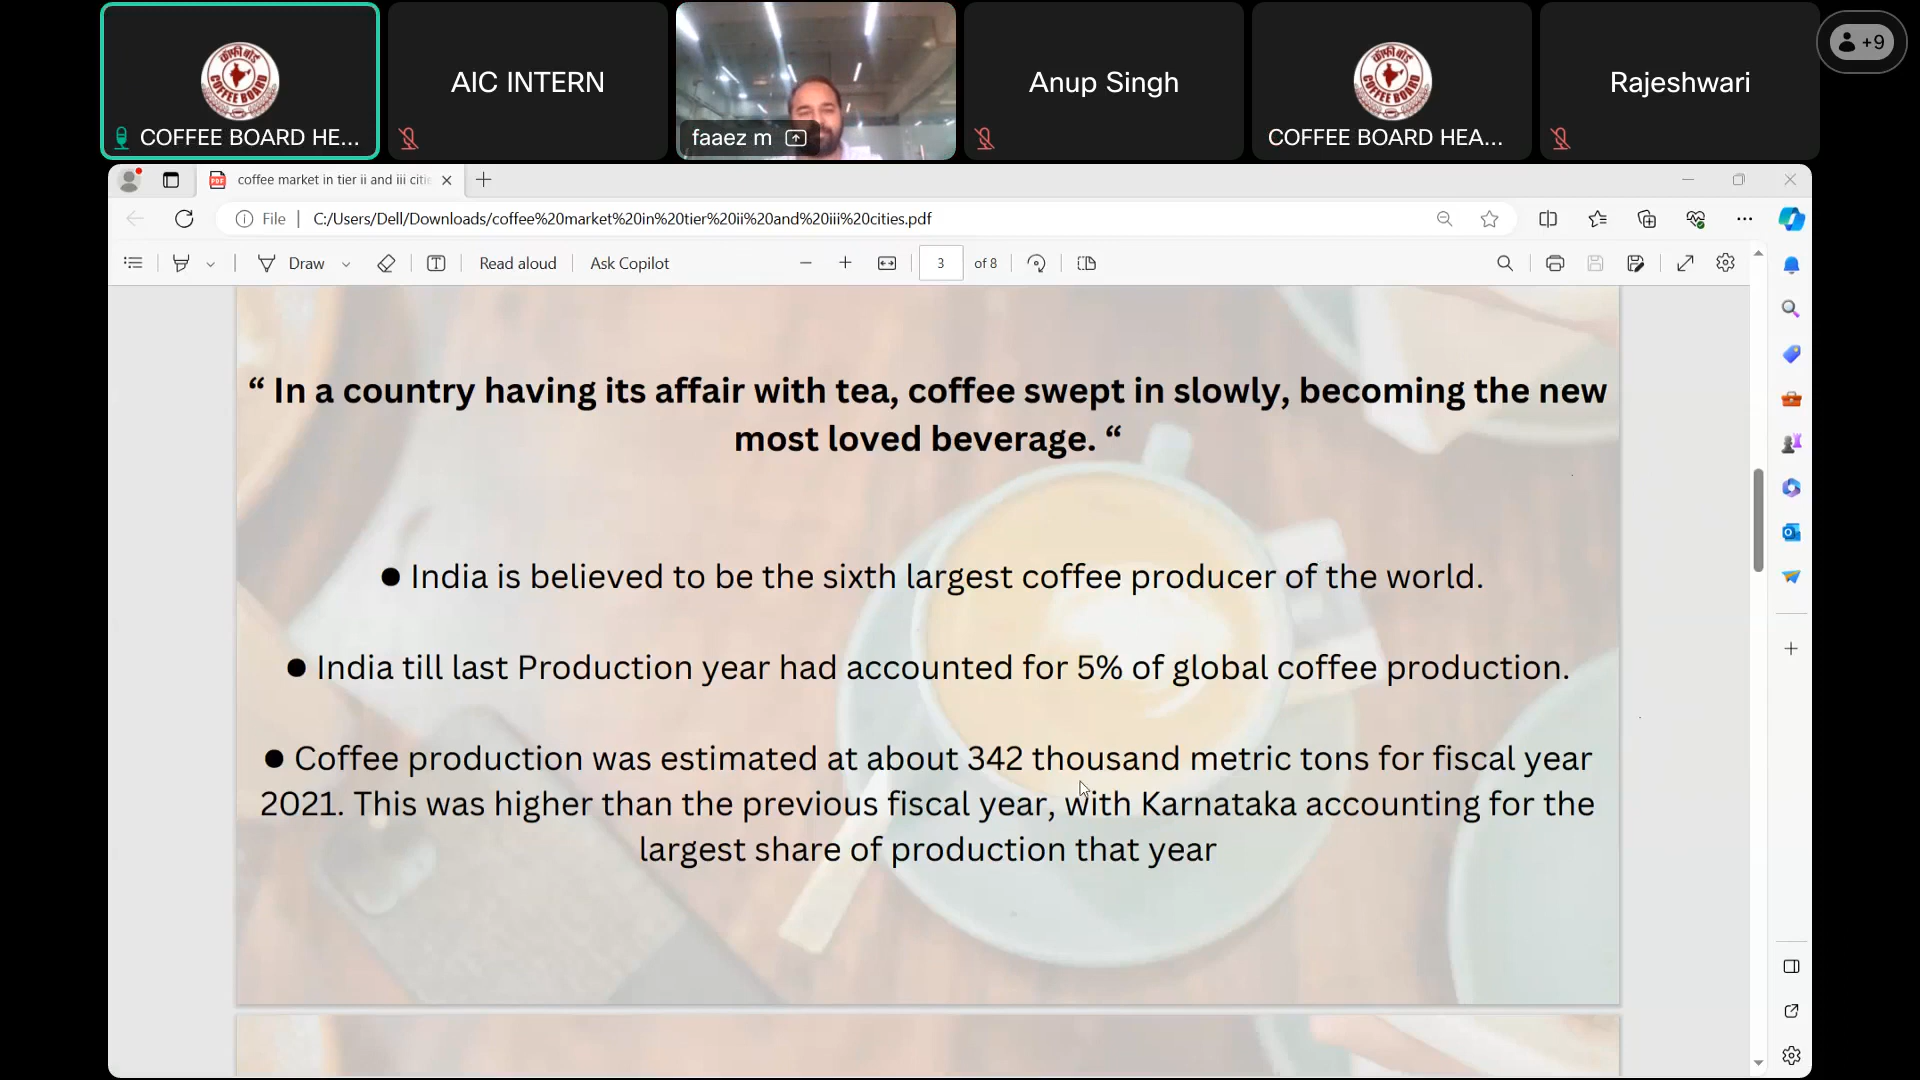 कॉफी बोर्ड
COFFEE BOARD
COFFEE BOARD HE...
AIC INTERN
faaez m
Anup Singh
कॉफी बोर्ड
COFFEE BOARD
COFFEE BOARD HEA...
Rajeshwari
+9
coffee market in tier ii and iii citie
File
C:/Users/Dell/Downloads/coffee%20market%20in%20tier%20ii%20and%20iii%20cities.pdf
Draw
Read aloud
Ask Copilot
3
of 8
“ In a country having its affair with tea, coffee swept in slowly, becoming the new
most loved beverage. “
● India is believed to be the sixth largest coffee producer of the world.
● India till last Production year had accounted for 5% of global coffee production.
● Coffee production was estimated at about 342 thousand metric tons for fiscal year
2021. This was higher than the previous fiscal year, with Karnataka accounting for the
largest share of production that year